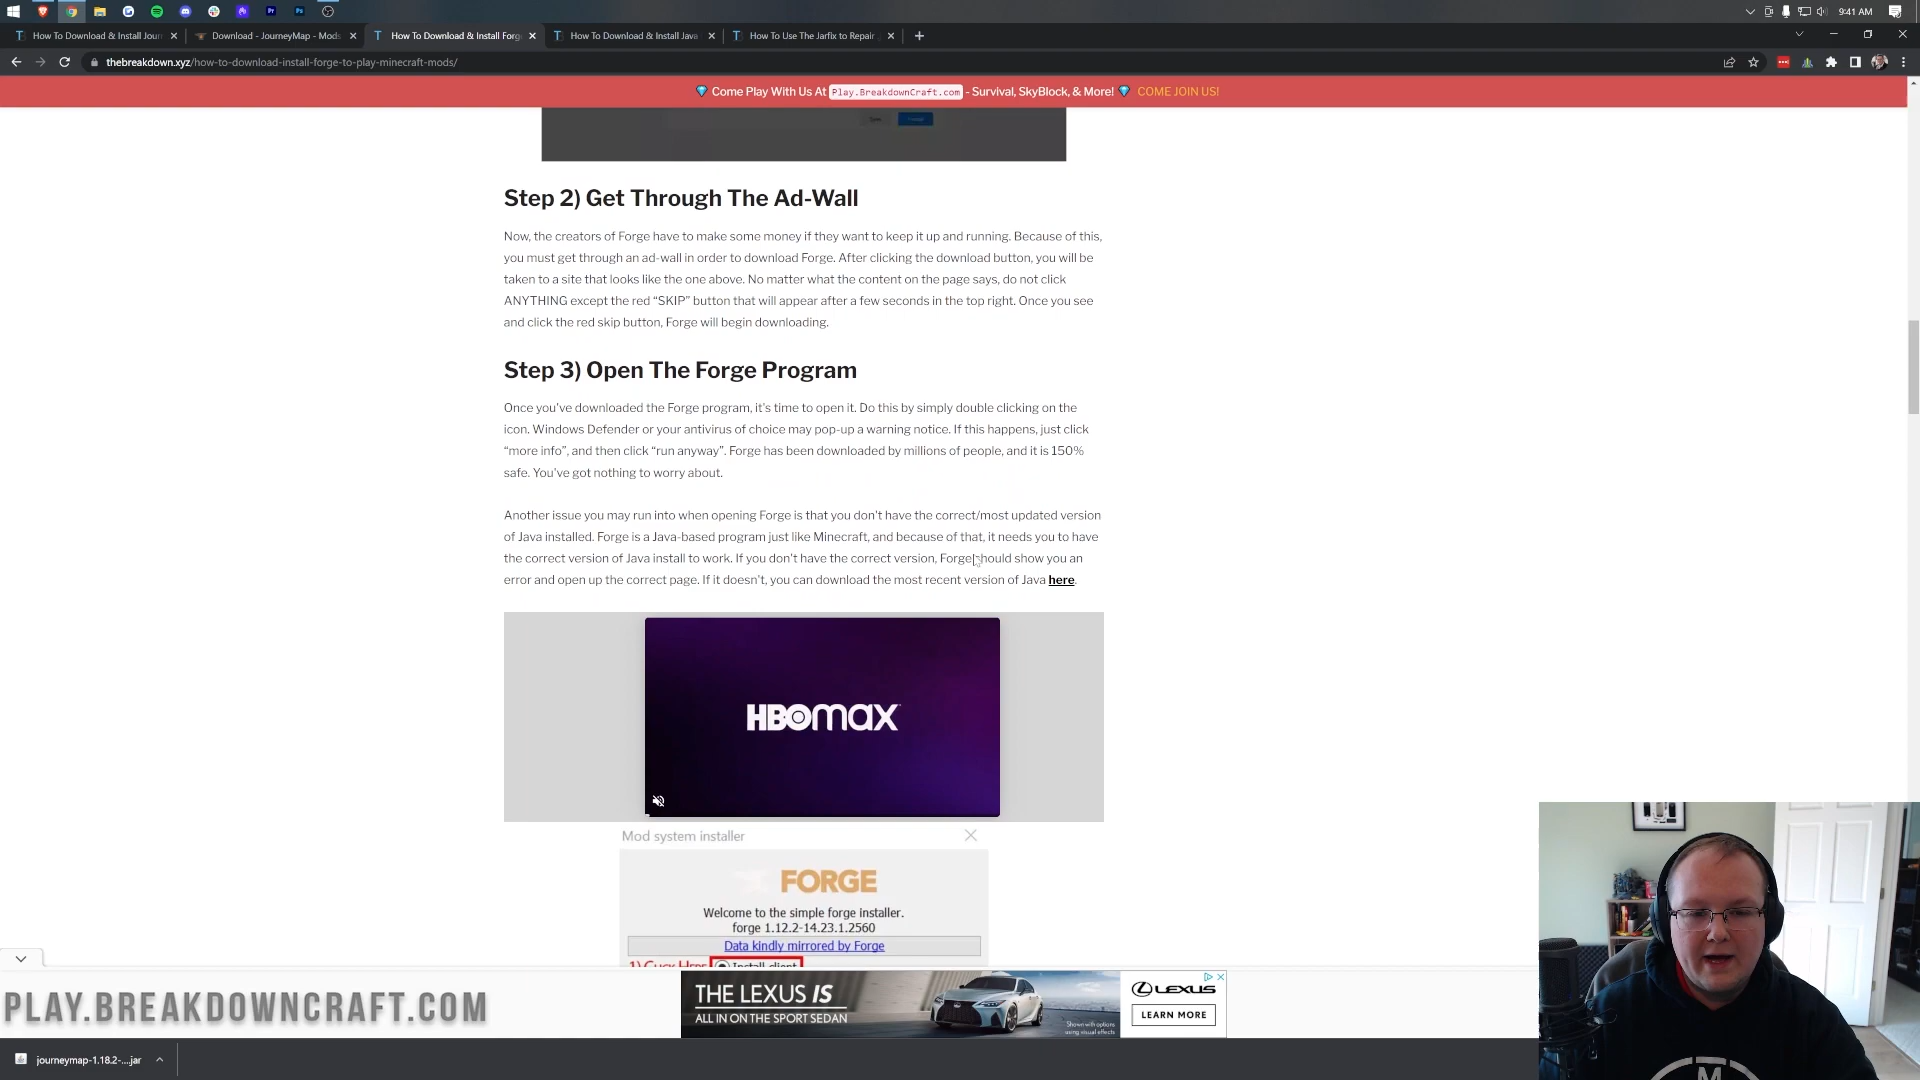 9:41 AM
How To Download & Install Jour
Download - JourneyMap - Mods
How To Download & Install Forg
How To Download & Install Java
How To Use The Jarfix to Repair
thebreakdown.xyz/how-to-download-install-forge-to-play-minecraft-mods/
Come Play With Us At Play.BreakdownCraft.com - Survival, SkyBlock, & More! COME JOIN US!
Step 2) Get Through The Ad-Wall
Now, the creators of Forge have to make some money if they want to keep it up and running. Because of this,
you must get through an ad-wall in order to download Forge. After clicking the download button, you will be
taken to a site that looks like the one above. No matter what the content on the page says, do not click
ANYTHING except the red “SKIP” button that will appear after a few seconds in the top right. Once you see
and click the red skip button, Forge will begin downloading.
Step 3) Open The Forge Program
Once you've downloaded the Forge program, it's time to open it. Do this by simply double clicking on the
icon. Windows Defender or your antivirus of choice may pop-up a warning notice. If this happens, just click
“more info”, and then click “run anyway”. Forge has been downloaded by millions of people, and it is 150%
safe. You've got nothing to worry about.
Another issue you may run into when opening Forge is that you don't have the correct/most updated version
of Java installed. Forge is a Java-based program just like Minecraft, and because of that, it needs you to have
the correct version of Java install to work. If you don't have the correct version, Forge should show you an
error and open up the correct page. If it doesn't, you can download the most recent version of Java here.
HBOMAX
Mod system installer
FORGE
Welcome to the simple forge installer.
forge 1.12.2-14.23.1.2560
Data kindly mirrored by Forge
1) Click Here Install client
PLAY.BREAKDOWNCRAFT.COM
THE LEXUS IS
ALL IN ON THE SPORT SEDAN
Shown with options
using visual effects
LEXUS
LEARN MORE
journeymap-1.18.2-....jar
M